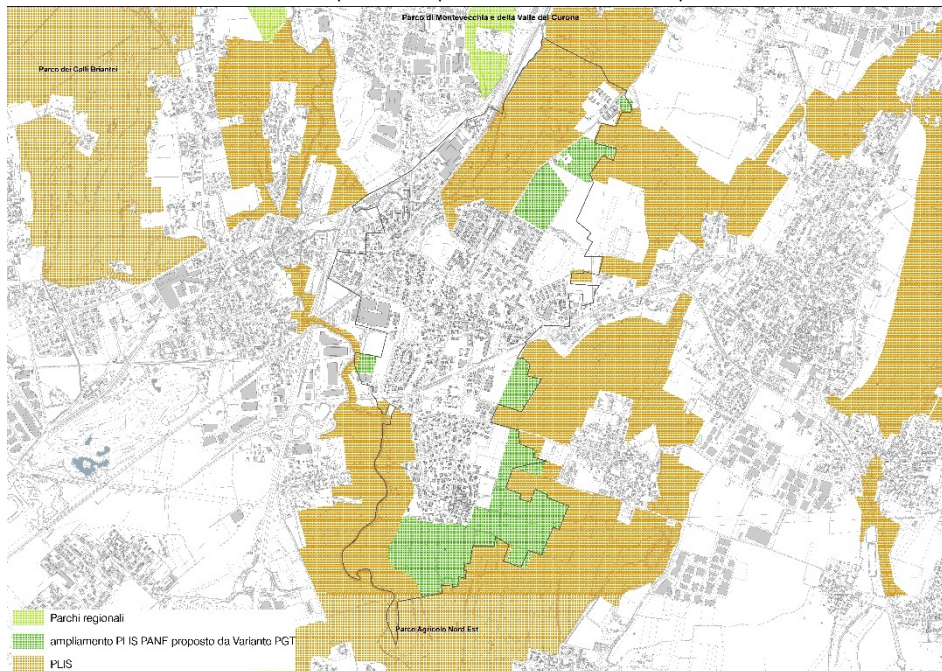 Parco di Montevecchia e della Valle del Curone
Parco dei Colli Briantei
Parco Agricolo Nord Est
Parchi regionali
ampliamento PLIS PANE proposto da Variante PGT
PLIS